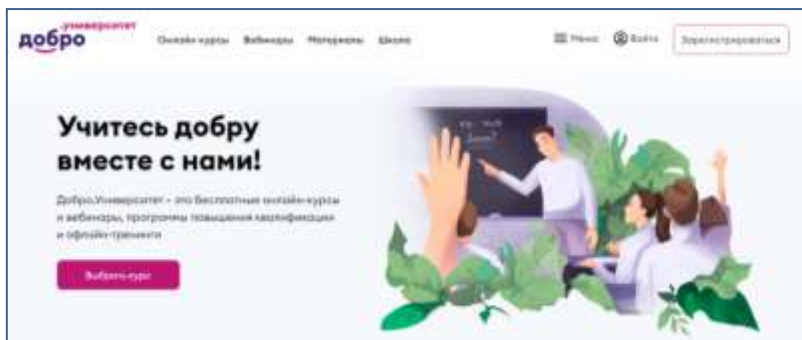 добро.университет
Онлайн-курсы Вебинары Материалы Школа
Меню Войти Зарегистрироваться
Учитесь добру
вместе с нами!
Добро.Университет – это бесплатные онлайн-курсы
и вебинары, программы повышения квалификации
и офлайн-тренинги
Выбрать курс